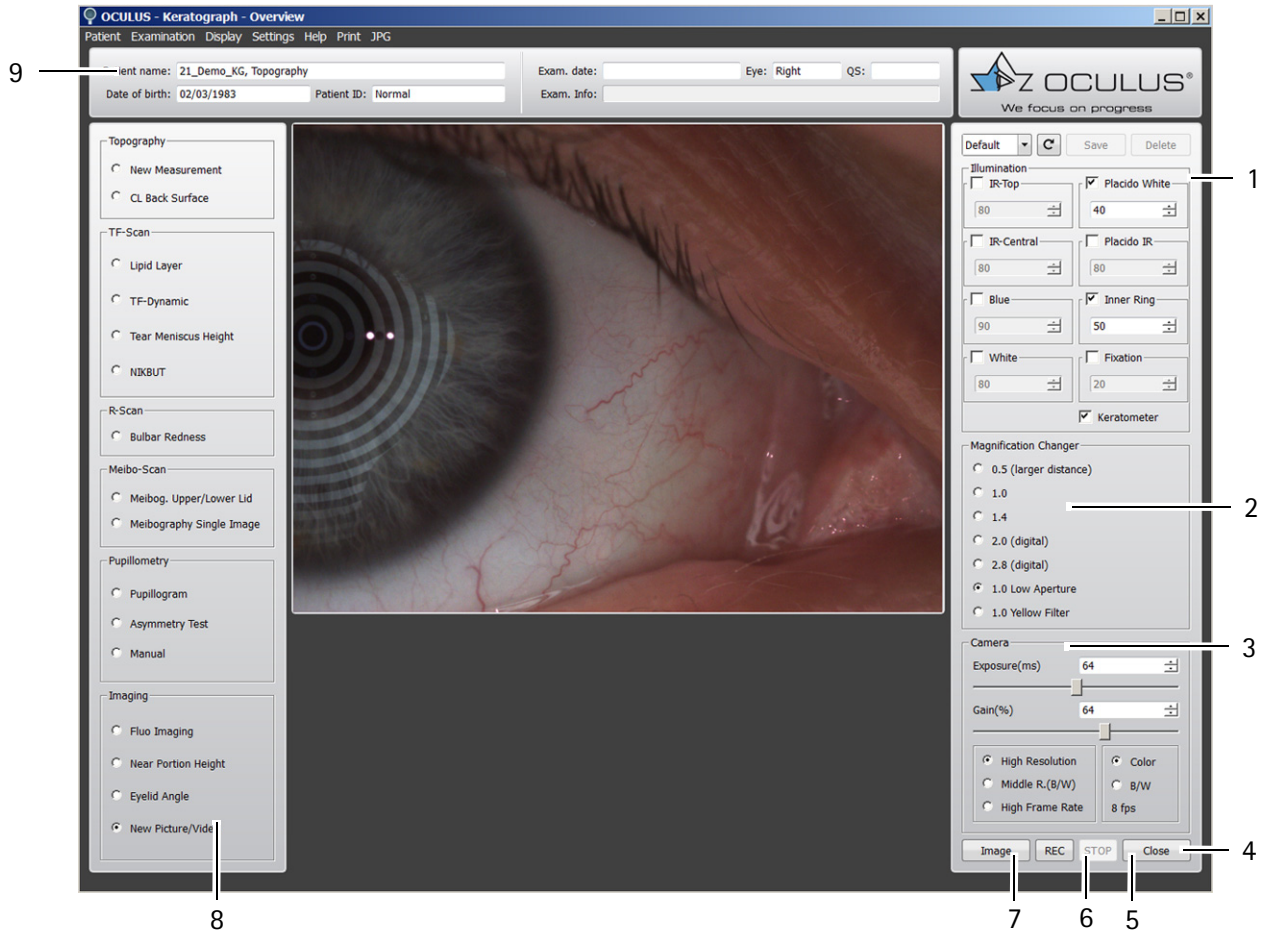 OCULUS - Keratograph - Overview
Patient Examination Display Settings Help Print JPG
9
tient name: 21_Demo_KG, Topography
Date of birth: 02/03/1983 Patient ID: Normal
Exam. date: Eye: Right QS:
Exam. Info:
OCULUS®
We focus on progress
Topography
New Measurement
CL Back Surface
TF-Scan
Lipid Layer
TF-Dynamic
Tear Meniscus Height
NIKBUT
R-Scan
Bulbar Redness
Meibo-Scan
Meibog. Upper/Lower Lid
Meibography Single Image
Pupillometry
Pupillogram
Asymmetry Test
Manual
Imaging
Fluo Imaging
Near Portion Height
Eyelid Angle
New Picture/Vide
8
Default Save Delete
Illumination
1
IR-Top Placido White
80 40
IR-Central Placido IR
80 80
Blue Inner Ring
90 50
White Fixation
80 20
Keratometer
Magnification Changer
0.5 (larger distance)
1.0
2
1.4
2.0 (digital)
2.8 (digital)
1.0 Low Aperture
1.0 Yellow Filter
Camera
3
Exposure(ms) 64
Gain(%) 64
High Resolution Color
Middle R.(B/W) B/W
High Frame Rate 8 fps
Image REC STOP Close
4
7 6 5